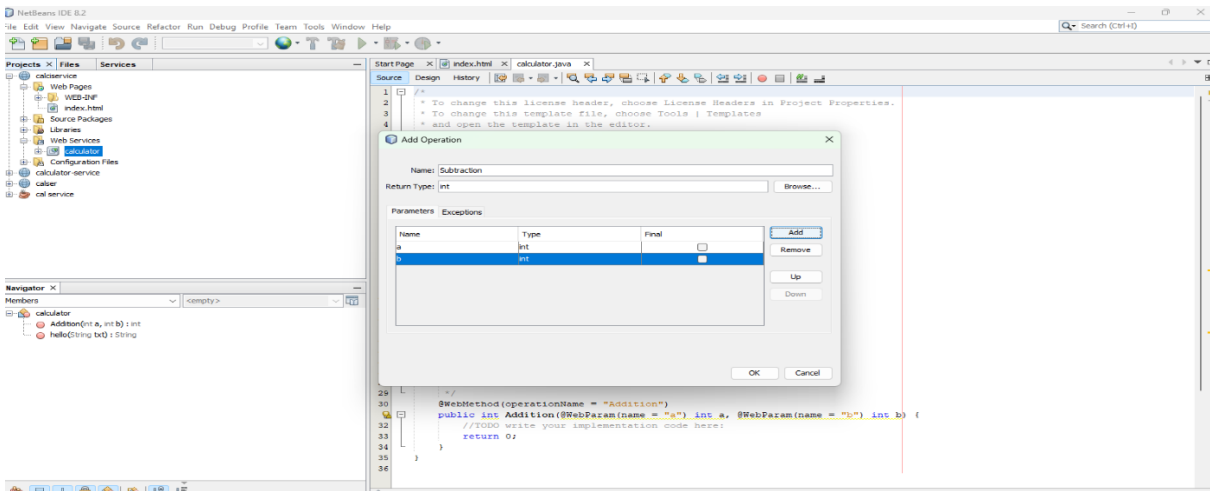 NetBeans IDE 8.2
File Edit View Navigate Source Refactor Run Debug Profile Team Tools Window Help
Search (Ctrl+I)
Projects Files Services
calciservice
Web Pages
WEB-INF
index.html
Source Packages
Libraries
Web Services
calculator
Configuration Files
calculator-service
calser
cal service
Navigator
Members
<empty>
calculator
Addition(int a, int b) : int
hello(String txt) : String
Start Page index.html calculator.java
Source Design History
1 /*
2 * To change this license header, choose License Headers in Project Properties.
3 * To change this template file, choose Tools | Templates
4 * and open the template in the editor.
Add Operation
Name: Subtraction
Return Type: int Browse...
Parameters Exceptions
Name Type Final
a int
b int
Add
Remove
Up
Down
OK Cancel
29 */
30 @WebMethod(operationName = "Addition")
public int Addition(@WebParam(name = "a") int a, @WebParam(name = "b") int b) {
32 //TODO write your implementation code here:
33 return 0;
34 }
35 }
36